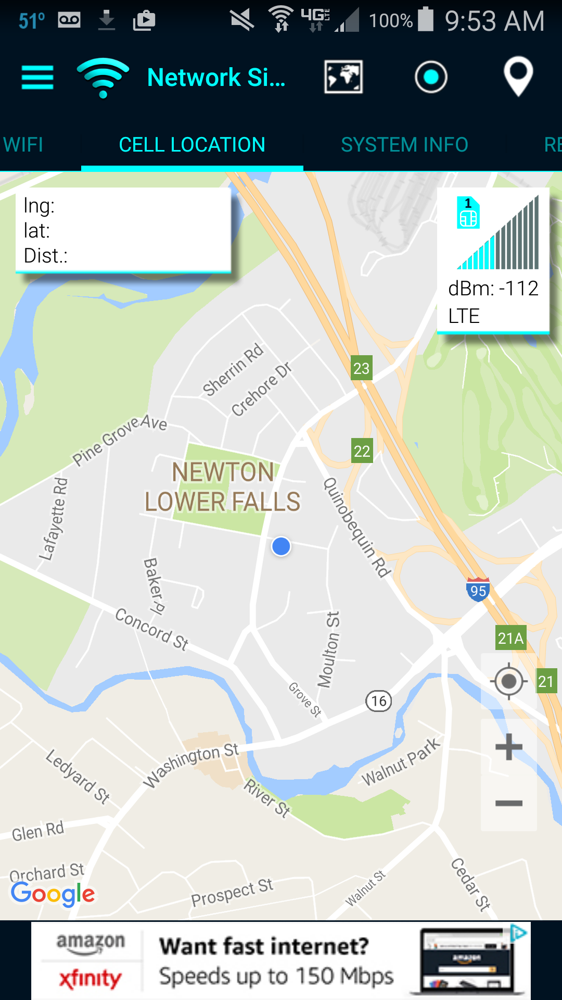 51°
4G LTE
100%
9:53 AM
Network Si...
WIFI
CELL LOCATION
SYSTEM INFO
RE
lng:
lat:
Dist.:
1
dBm: -112
LTE
Sherrin Rd
Crehore Dr
23
Pine Grove Ave
22
NEWTON
LOWER FALLS
Lafayette Rd
Quinobequin Rd
Baker Pl
95
Concord St
Moulton St
21A
21
Grove St
16
Washington St
Ledyard St
Walnut Park
River St
Glen Rd
Orchard St
Google
Prospect St
Walnut St
Cedar St
amazon
xfinity
Want fast internet?
Speeds up to 150 Mbps
amazon